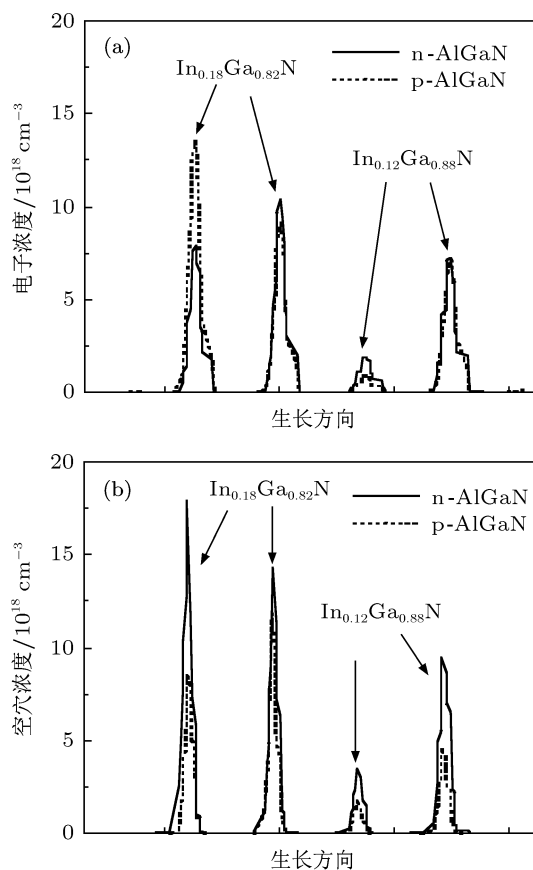 (a)
n-AlGaN
p-AlGaN
In0.18Ga0.82N
In0.12Ga0.88N
20
15
10
5
0
电子浓度/10^18 cm^-3
生长方向
(b)
n-AlGaN
p-AlGaN
In0.18Ga0.82N
In0.12Ga0.88N
20
15
10
5
0
空穴浓度/10^18 cm^-3
生长方向